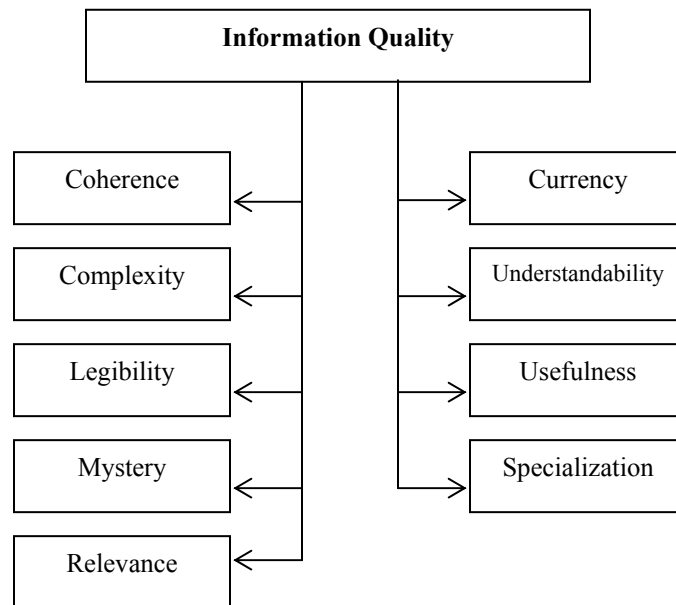 Information Quality
Coherence
Complexity
Legibility
Mystery
Relevance
Currency
Understandability
Usefulness
Specialization